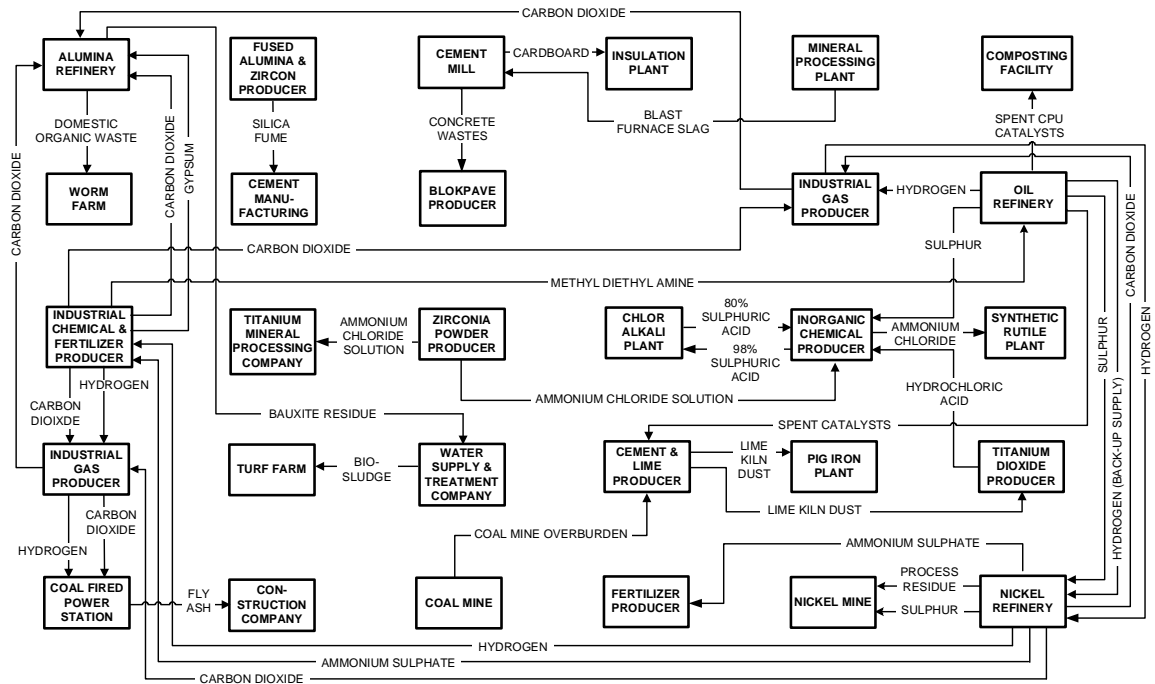 CARBON DIOXIDE
ALUMINA
REFINERY
FUSED
ALUMINA &
ZIRCON
PRODUCER
CEMENT
MILL
CARDBOARD
INSULATION
PLANT
MINERAL
PROCESSING
PLANT
COMPOSTING
FACILITY
DOMESTIC
ORGANIC WASTE
SILICA
FUME
CONCRETE
WASTES
BLAST
FURNACE SLAG
SPENT CPU
CATALYSTS
CARBON DIOXIDE
CARBON DIOXIDE
GYPSUM
WORM
FARM
CEMENT
MANU-
FACTURING
BLOKPAVE
PRODUCER
INDUSTRIAL
GAS
PRODUCER
HYDROGEN
OIL
REFINERY
CARBON DIOXIDE
SULPHUR
CARBON DIOXIDE
HYDROGEN
METHYL DIETHYL AMINE
INDUSTRIAL
CHEMICAL &
FERTILIZER
PRODUCER
TITANIUM
MINERAL
PROCESSING
COMPANY
AMMONIUM
CHLORIDE
SOLUTION
ZIRCONIA
POWDER
PRODUCER
CHLOR
ALKALI
PLANT
80%
SULPHURIC
ACID
98%
SULPHURIC
ACID
INORGANIC
CHEMICAL
PRODUCER
AMMONIUM
CHLORIDE
SYNTHETIC
RUTILE
PLANT
SULPHUR
HYDROGEN (BACK-UP SUPPLY)
HYDROGEN
CARBON
DIOIXDE
HYDROCHLORIC
ACID
AMMONIUM CHLORIDE SOLUTION
BAUXITE RESIDUE
SPENT CATALYSTS
INDUSTRIAL
GAS
PRODUCER
TURF FARM
BIO-
SLUDGE
WATER
SUPPLY &
TREATMENT
COMPANY
CEMENT &
LIME
PRODUCER
LIME
KILN
DUST
PIG IRON
PLANT
TITANIUM
DIOXIDE
PRODUCER
CARBON
DIOXIDE
HYDROGEN
LIME KILN DUST
COAL MINE OVERBURDEN
AMMONIUM SULPHATE
COAL FIRED
POWER
STATION
FLY
ASH
CON-
STRUCTION
COMPANY
COAL MINE
FERTILIZER
PRODUCER
NICKEL MINE
PROCESS
RESIDUE
SULPHUR
NICKEL
REFINERY
HYDROGEN
AMMONIUM SULPHATE
CARBON DIOXIDE